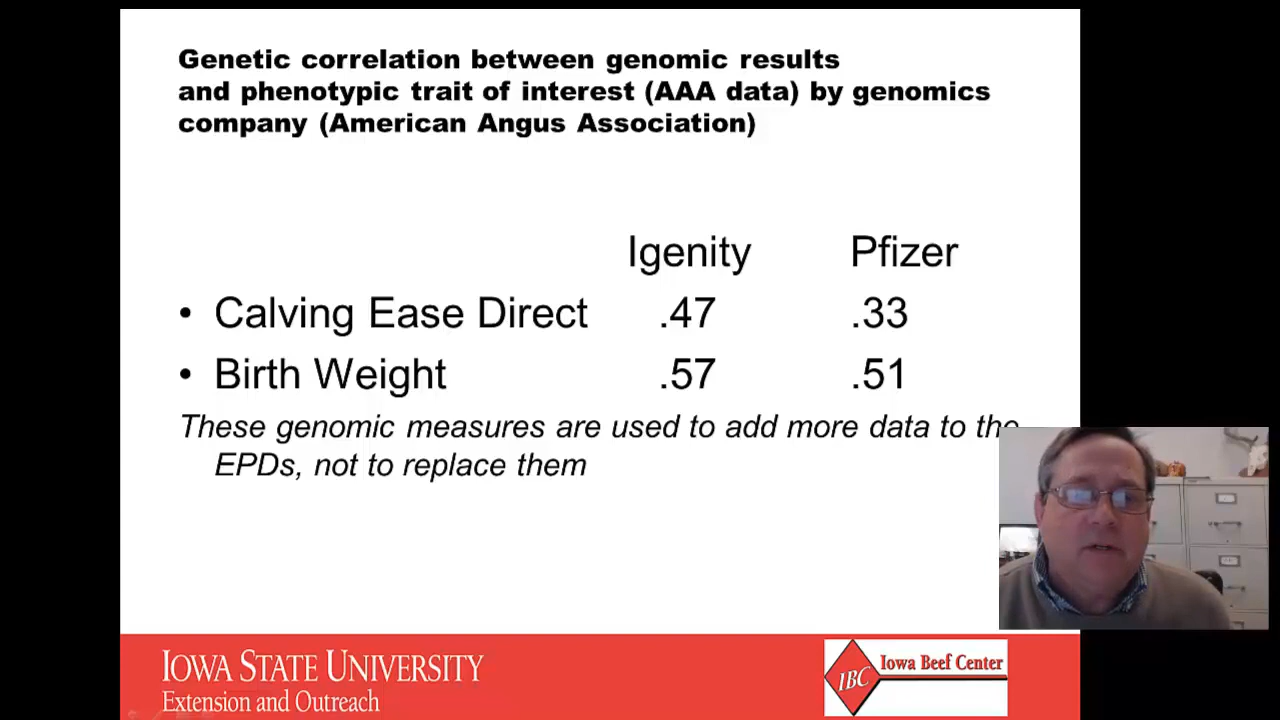 Genetic correlation between genomic results
and phenotypic trait of interest (AAA data) by genomics
company (American Angus Association)
Igenity Pfizer
• Calving Ease Direct .47 .33
• Birth Weight .57 .51
These genomic measures are used to add more data to the
EPDs, not to replace them
IOWA STATE UNIVERSITY
Extension and Outreach
IBC
Iowa Beef Center